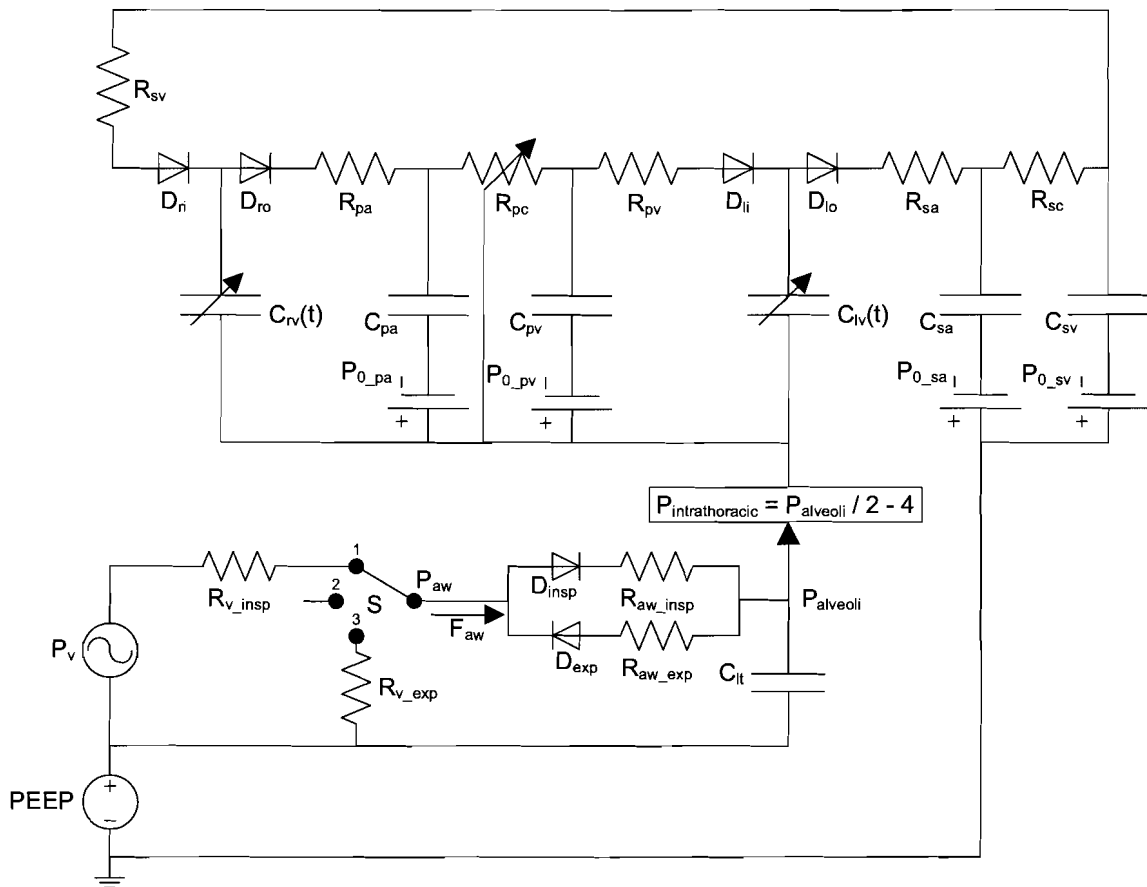 R_sv
D_ri
D_ro
R_pa
R_pc
R_pv
D_li
D_lo
R_sa
R_sc
C_rv(t)
C_pa
C_pv
C_lv(t)
C_sa
C_sv
P_0_pa
P_0_pv
P_0_sa
P_0_sv
+
+
+
+
P_intrathoracic = P_alveoli / 2 - 4
R_v_insp
1
2
S
3
P_aw
F_aw
D_insp
R_aw_insp
P_alveoli
D_exp
R_aw_exp
C_lt
P_v
R_v_exp
PEEP
+
−